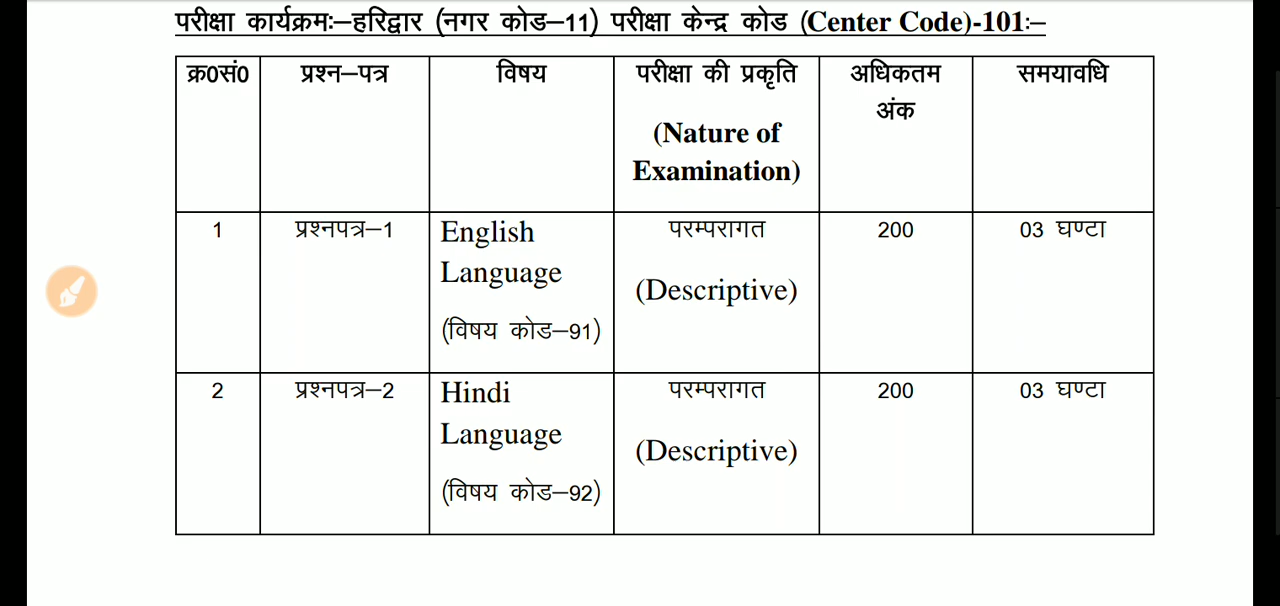 परीक्षा कार्यक्रमः–हरिद्वार (नगर कोड–11) परीक्षा केन्द्र कोड (Center Code)-101:–
क्र0सं0 प्रश्न–पत्र विषय परीक्षा की प्रकृति अधिकतम समयावधि
अंक
(Nature of
Examination)
1 प्रश्नपत्र–1 English परम्परागत 200 03 घण्टा
Language
(Descriptive)
(विषय कोड–91)
2 प्रश्नपत्र–2 Hindi परम्परागत 200 03 घण्टा
Language
(Descriptive)
(विषय कोड–92)